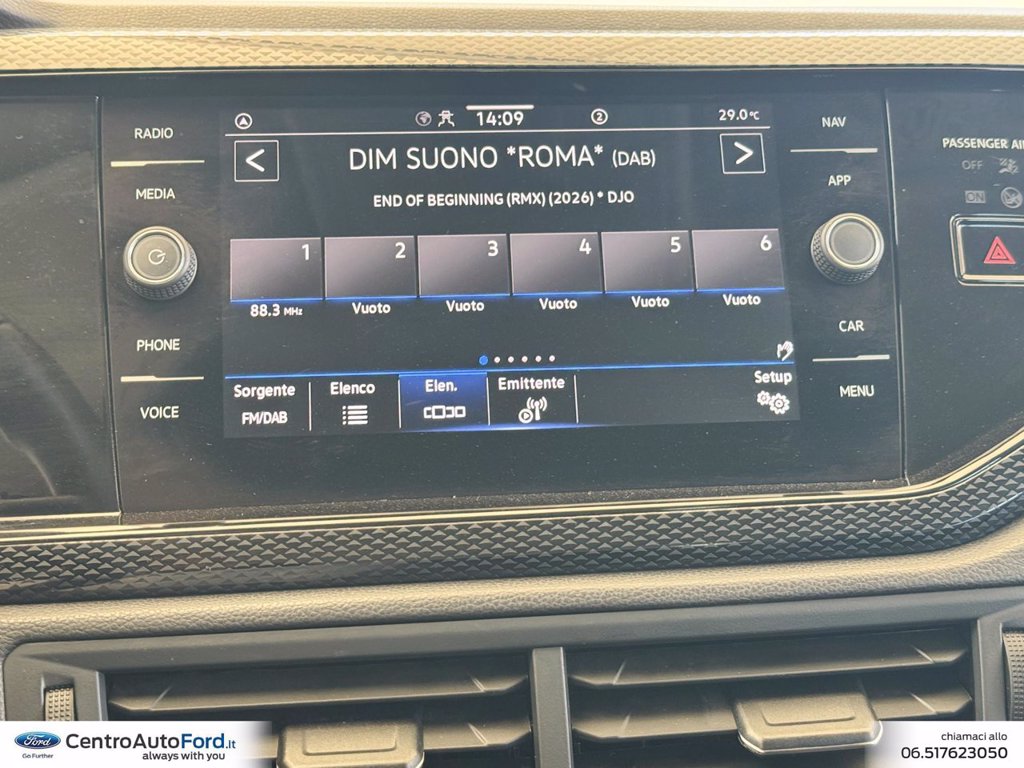 RADIO
MEDIA
PHONE
VOICE
14:09
2
29.0°C
< DIM SUONO *ROMA* (DAB) >
END OF BEGINNING (RMX) (2026) * DJO
1 2 3 4 5 6
88.3 MHz Vuoto Vuoto Vuoto Vuoto Vuoto
Sorgente Elenco Elen. Emittente Setup
FM/DAB
NAV
APP
CAR
MENU
PASSENGER AI
OFF
ON
Ford
Go Further
CentroAutoFord.it
always with you
chiamaci allo
06.517623050